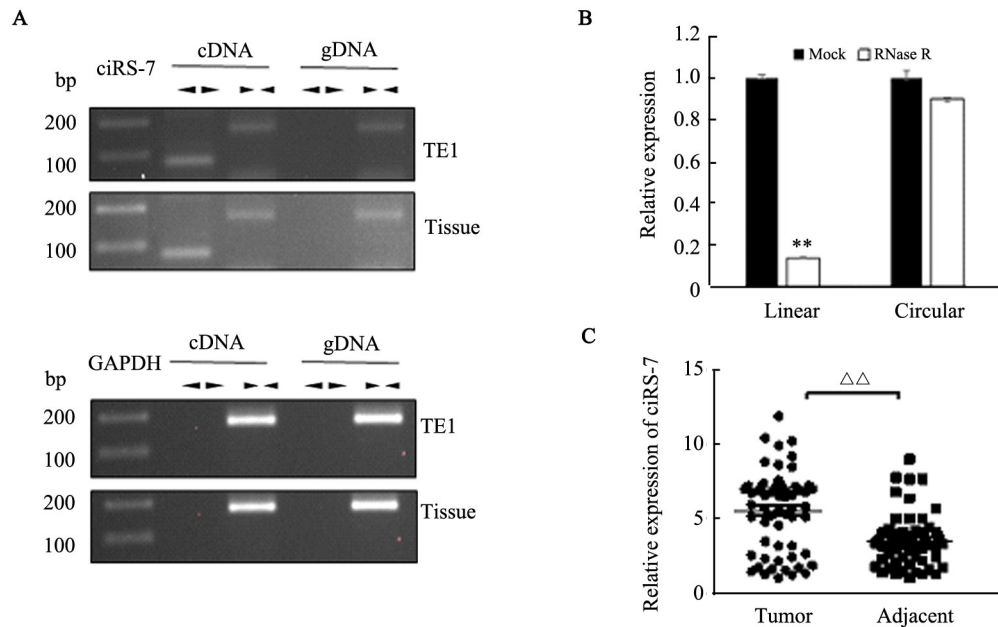 A
cDNA gDNA
ciRS-7
bp
200
100
TE1
200
100
Tissue
cDNA gDNA
GAPDH
bp
200
100
TE1
200
100
Tissue
B
Relative expression
1.2
1.0
0.8
0.6
0.4
0.2
0
Mock RNase R
**
Linear Circular
C
Relative expression of ciRS-7
15
10
5
0
△△
Tumor Adjacent